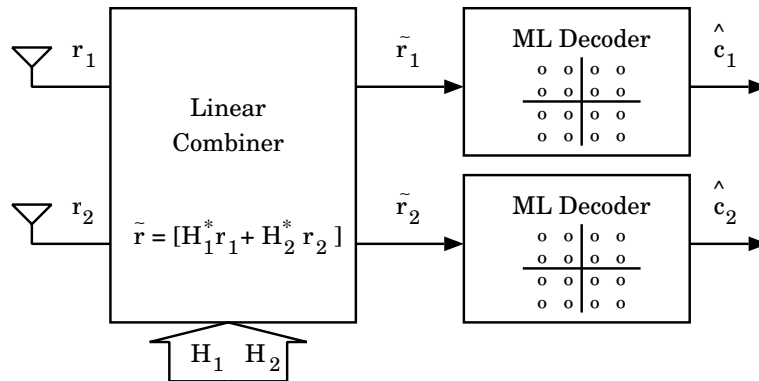 r₁
Linear
Combiner
r₂
r̃ = [H₁*r₁ + H₂* r₂ ]
H₁ H₂
r̃₁
ML Decoder
o o o o
o o o o
o o o o
o o o o
ĉ₁
r̃₂
ML Decoder
o o o o
o o o o
o o o o
o o o o
ĉ₂